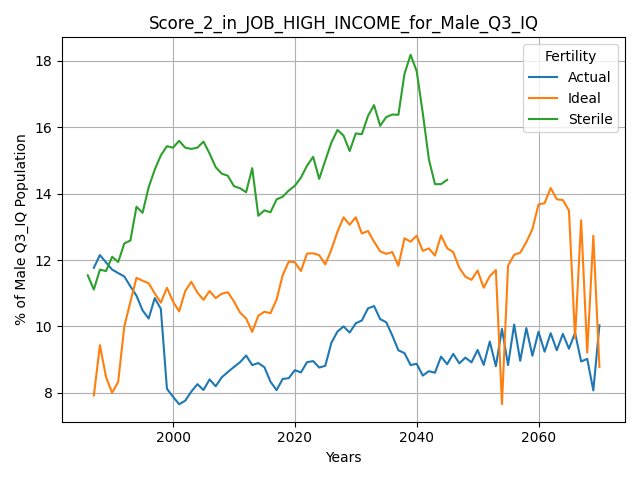 Score_2_in_JOB_HIGH_INCOME_for_Male_Q3_IQ
% of Male Q3_IQ Population
18
16
14
12
10
8
Fertility
Actual
Ideal
Sterile
2000
2020
2040
2060
Years